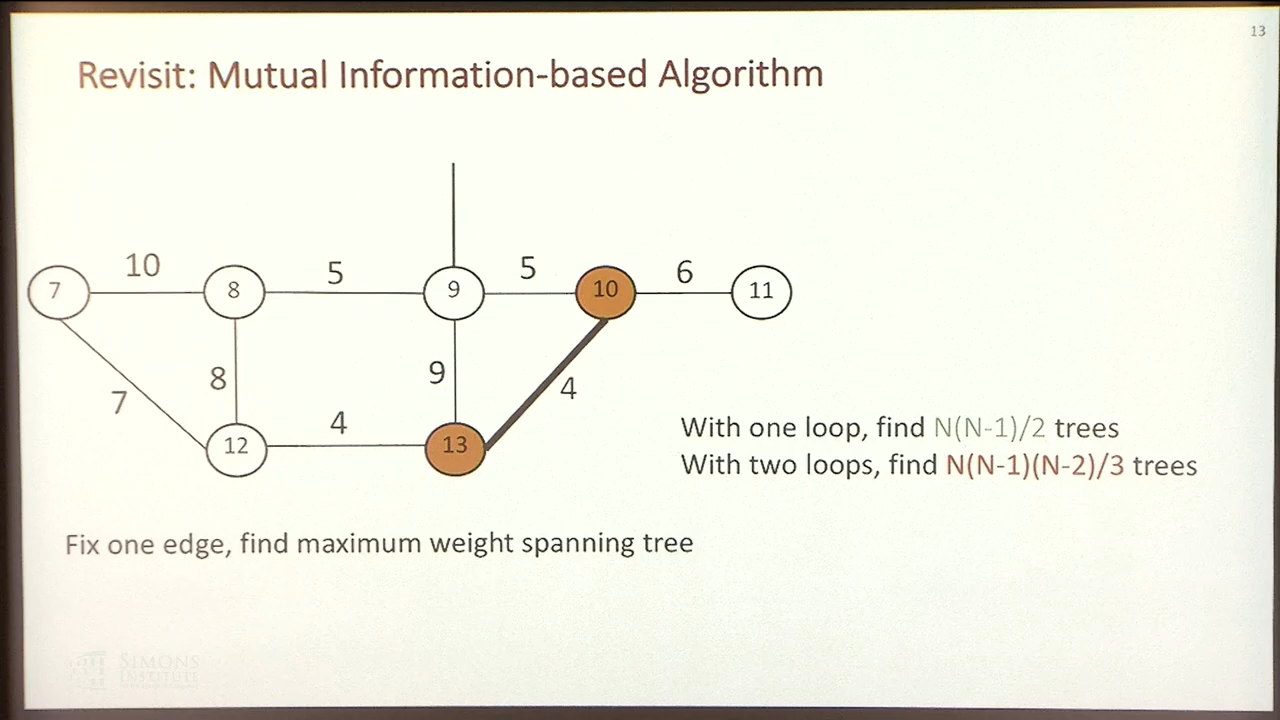 13
Revisit: Mutual Information-based Algorithm
10
5
5
6
7
8
9
10
11
7
8
9
4
4
12
13
With one loop, find N(N-1)/2 trees
With two loops, find N(N-1)(N-2)/3 trees
Fix one edge, find maximum weight spanning tree
SIMONS
INSTITUTE